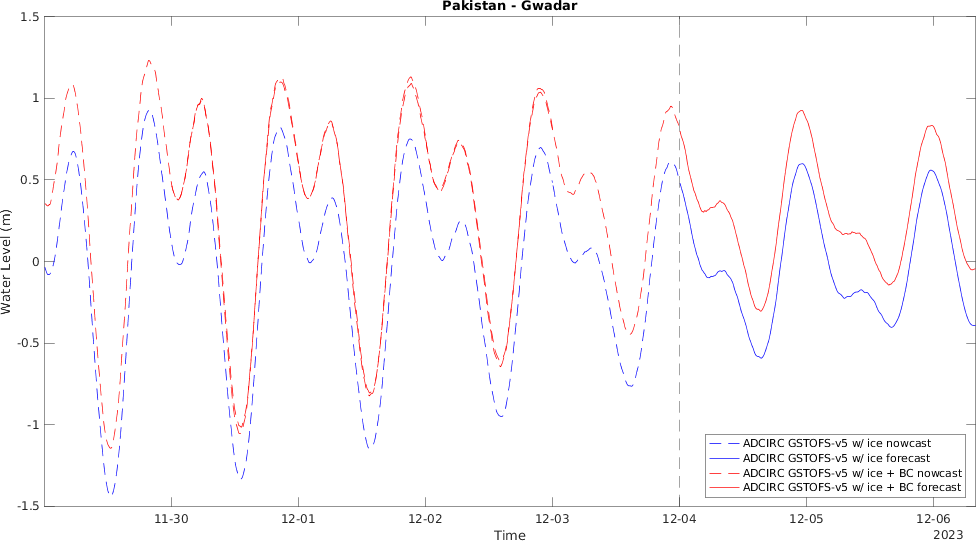 Pakistan - Gwadar
1.5
1
0.5
0
-0.5
-1
-1.5
Water Level (m)
11-30
12-01
12-02
12-03
12-04
12-05
12-06
Time
2023
ADCIRC GSTOFS-v5 w/ ice nowcast
ADCIRC GSTOFS-v5 w/ ice forecast
ADCIRC GSTOFS-v5 w/ ice + BC nowcast
ADCIRC GSTOFS-v5 w/ ice + BC forecast